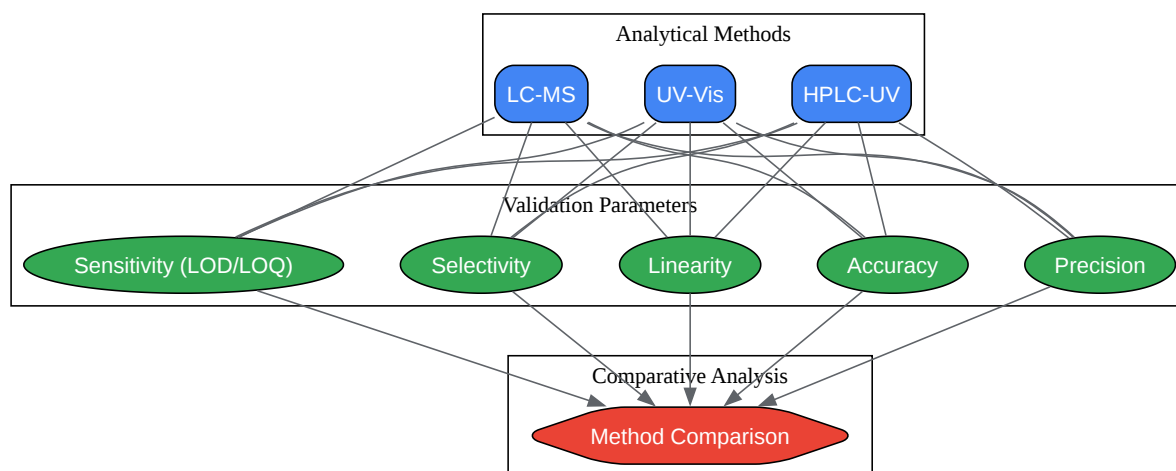 Analytical Methods
LC-MS
UV-Vis
HPLC-UV
Validation Parameters
Sensitivity (LOD/LOQ)
Selectivity
Linearity
Accuracy
Precision
Comparative Analysis
Method Comparison